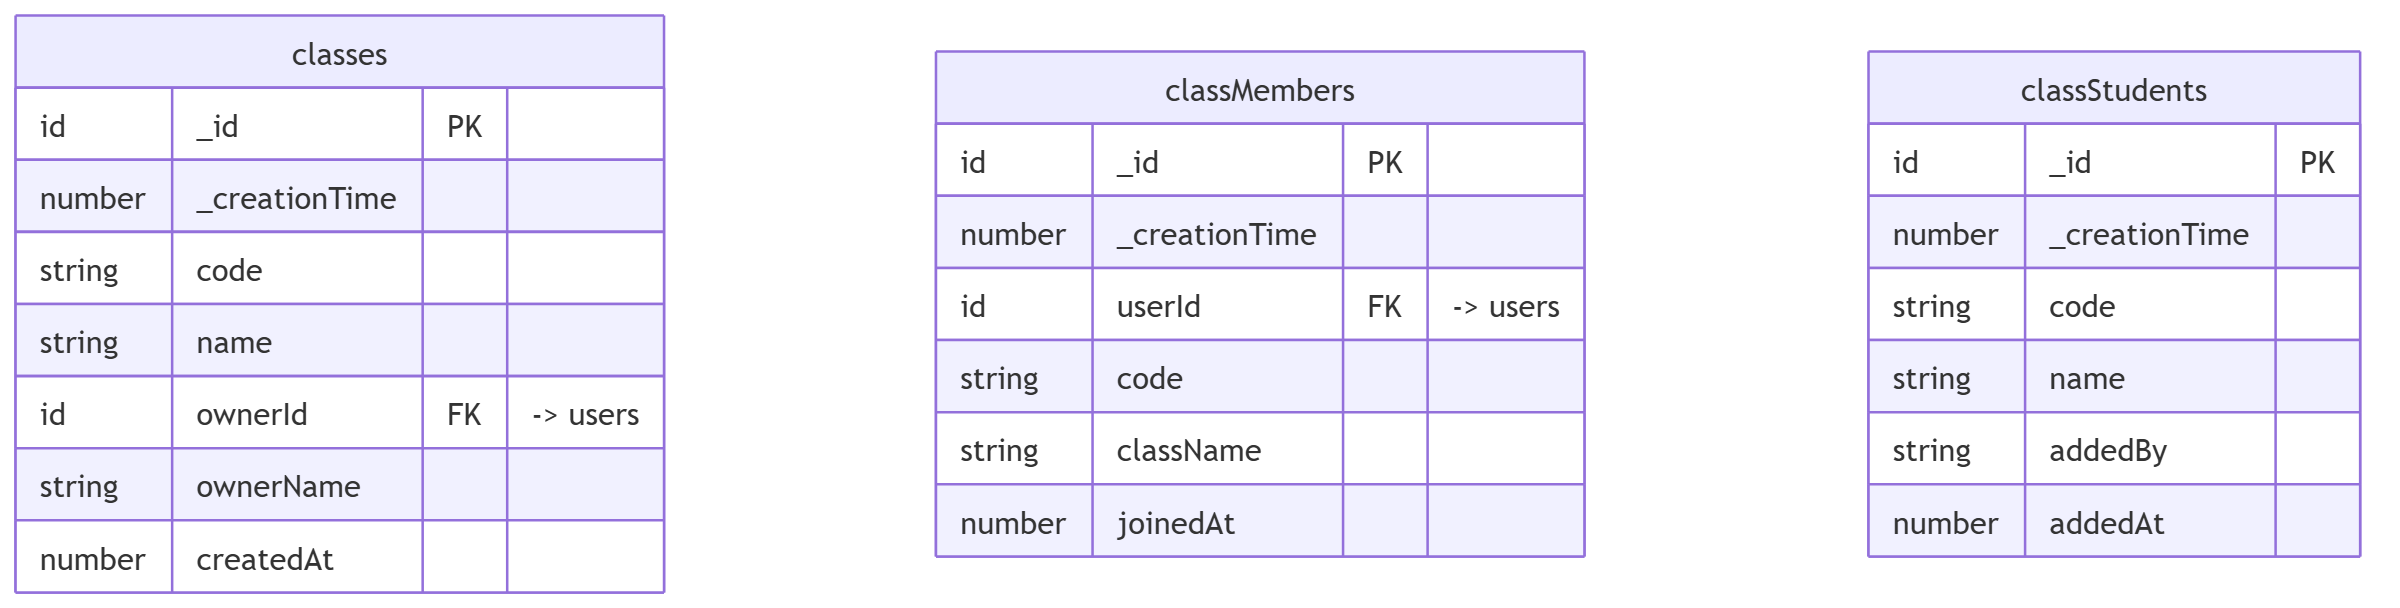 classes
id _id PK
number _creationTime
string code
string name
id ownerId FK -> users
string ownerName
number createdAt
classMembers
id _id PK
number _creationTime
id userId FK -> users
string code
string className
number joinedAt
classStudents
id _id PK
number _creationTime
string code
string name
string addedBy
number addedAt